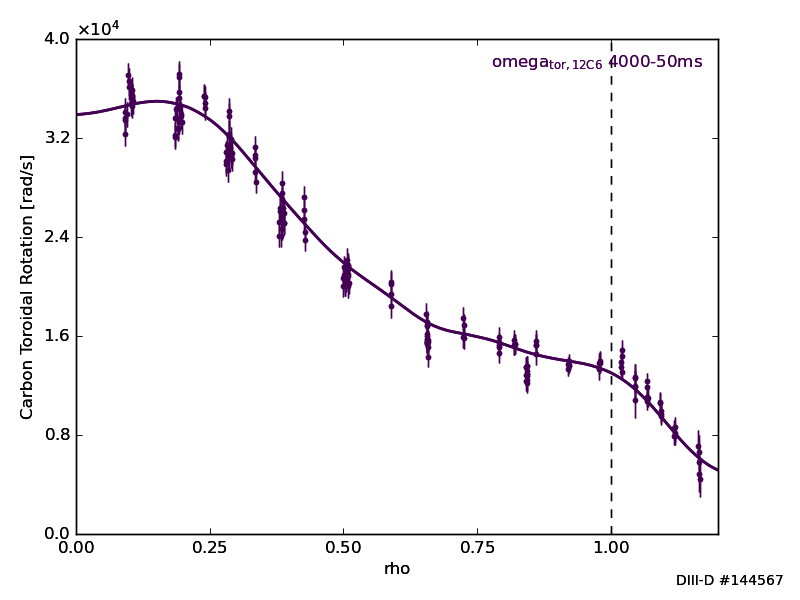 ×10⁴
4.0
omega_tor, 12C6 4000-50ms
3.2
2.4
1.6
0.8
0.0
Carbon Toroidal Rotation [rad/s]
0.00 0.25 0.50 0.75 1.00
rho
DIII-D #144567